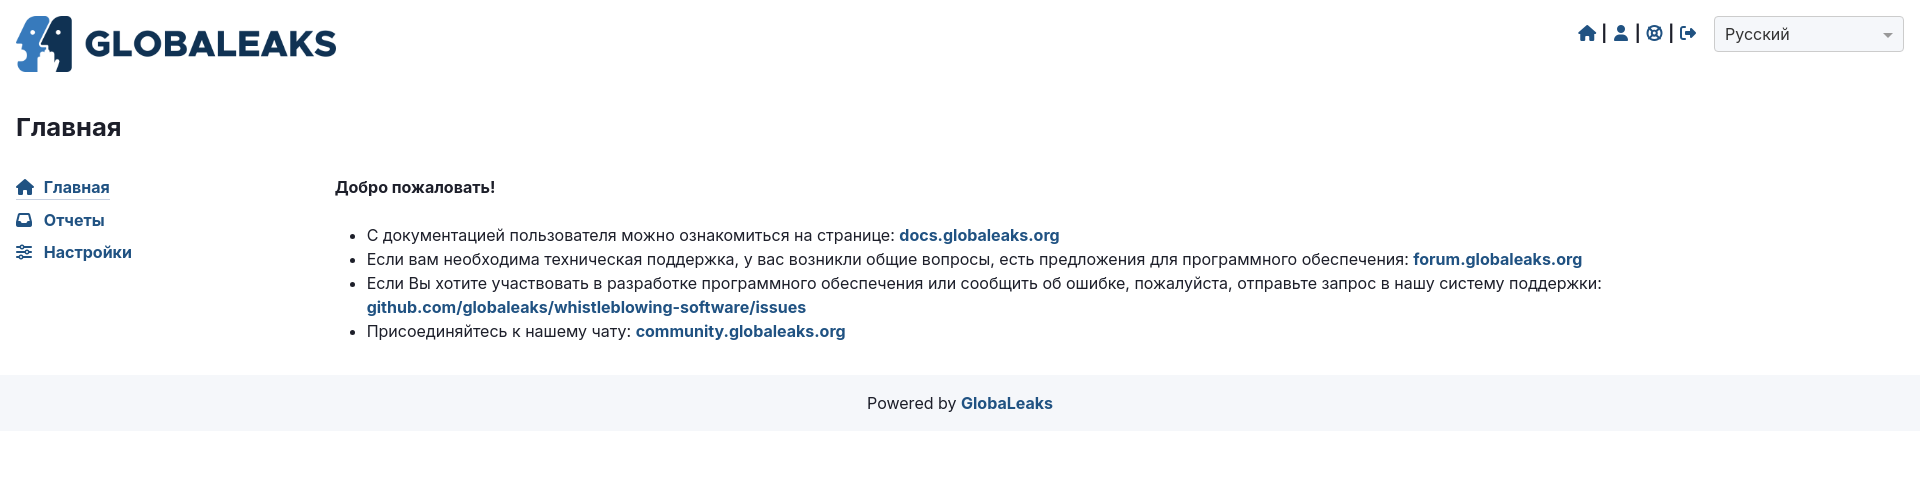 GLOBALEAKS
| | |
Русский
Главная
Главная
Отчеты
Настройки
Добро пожаловать!
• С документацией пользователя можно ознакомиться на странице: docs.globaleaks.org
• Если вам необходима техническая поддержка, у вас возникли общие вопросы, есть предложения для программного обеспечения: forum.globaleaks.org
• Если Вы хотите участвовать в разработке программного обеспечения или сообщить об ошибке, пожалуйста, отправьте запрос в нашу систему поддержки:
github.com/globaleaks/whistleblowing-software/issues
• Присоединяйтесь к нашему чату: community.globaleaks.org
Powered by GlobaLeaks